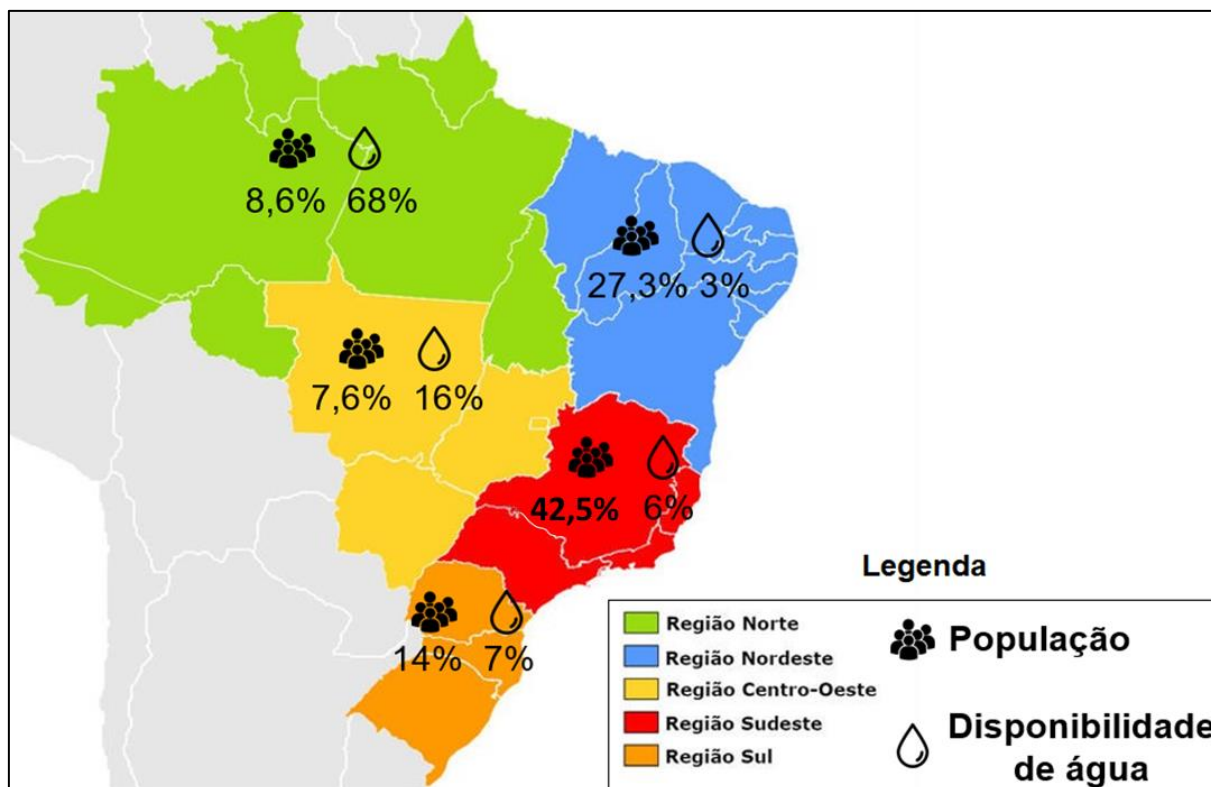 8,6% 68%
27,3% 3%
7,6% 16%
42,5% 6%
14% 7%
Legenda
Região Norte
Região Nordeste
Região Centro-Oeste
Região Sudeste
Região Sul
População
Disponibilidade
de água